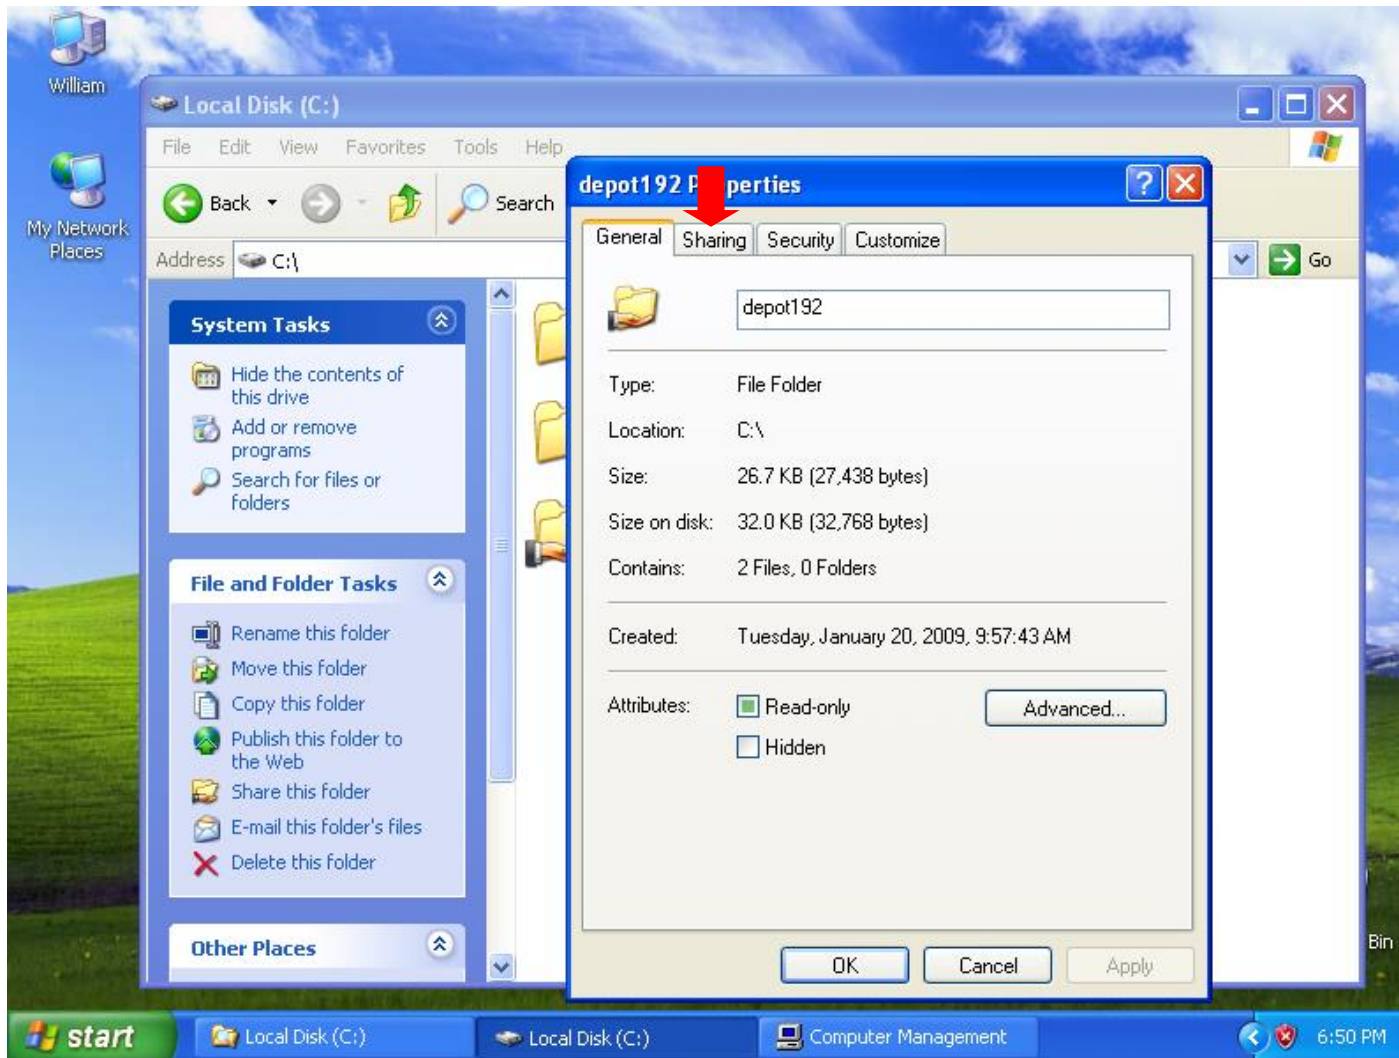 William
My Network
Places
Local Disk (C:)
File Edit View Favorites Tools Help
Back
Search
Address C:\
Go
System Tasks
Hide the contents of
this drive
Add or remove
programs
Search for files or
folders
File and Folder Tasks
Rename this folder
Move this folder
Copy this folder
Publish this folder to
the Web
Share this folder
E-mail this folder's files
Delete this folder
Other Places
depot192 P perties
General Sharing Security Customize
depot192
Type: File Folder
Location: C:\
Size: 26.7 KB (27,438 bytes)
Size on disk: 32.0 KB (32,768 bytes)
Contains: 2 Files, 0 Folders
Created: Tuesday, January 20, 2009, 9:57:43 AM
Attributes: Read-only
Advanced...
Hidden
OK Cancel Apply
Bin
start Local Disk (C:) Local Disk (C:) Computer Management 6:50 PM